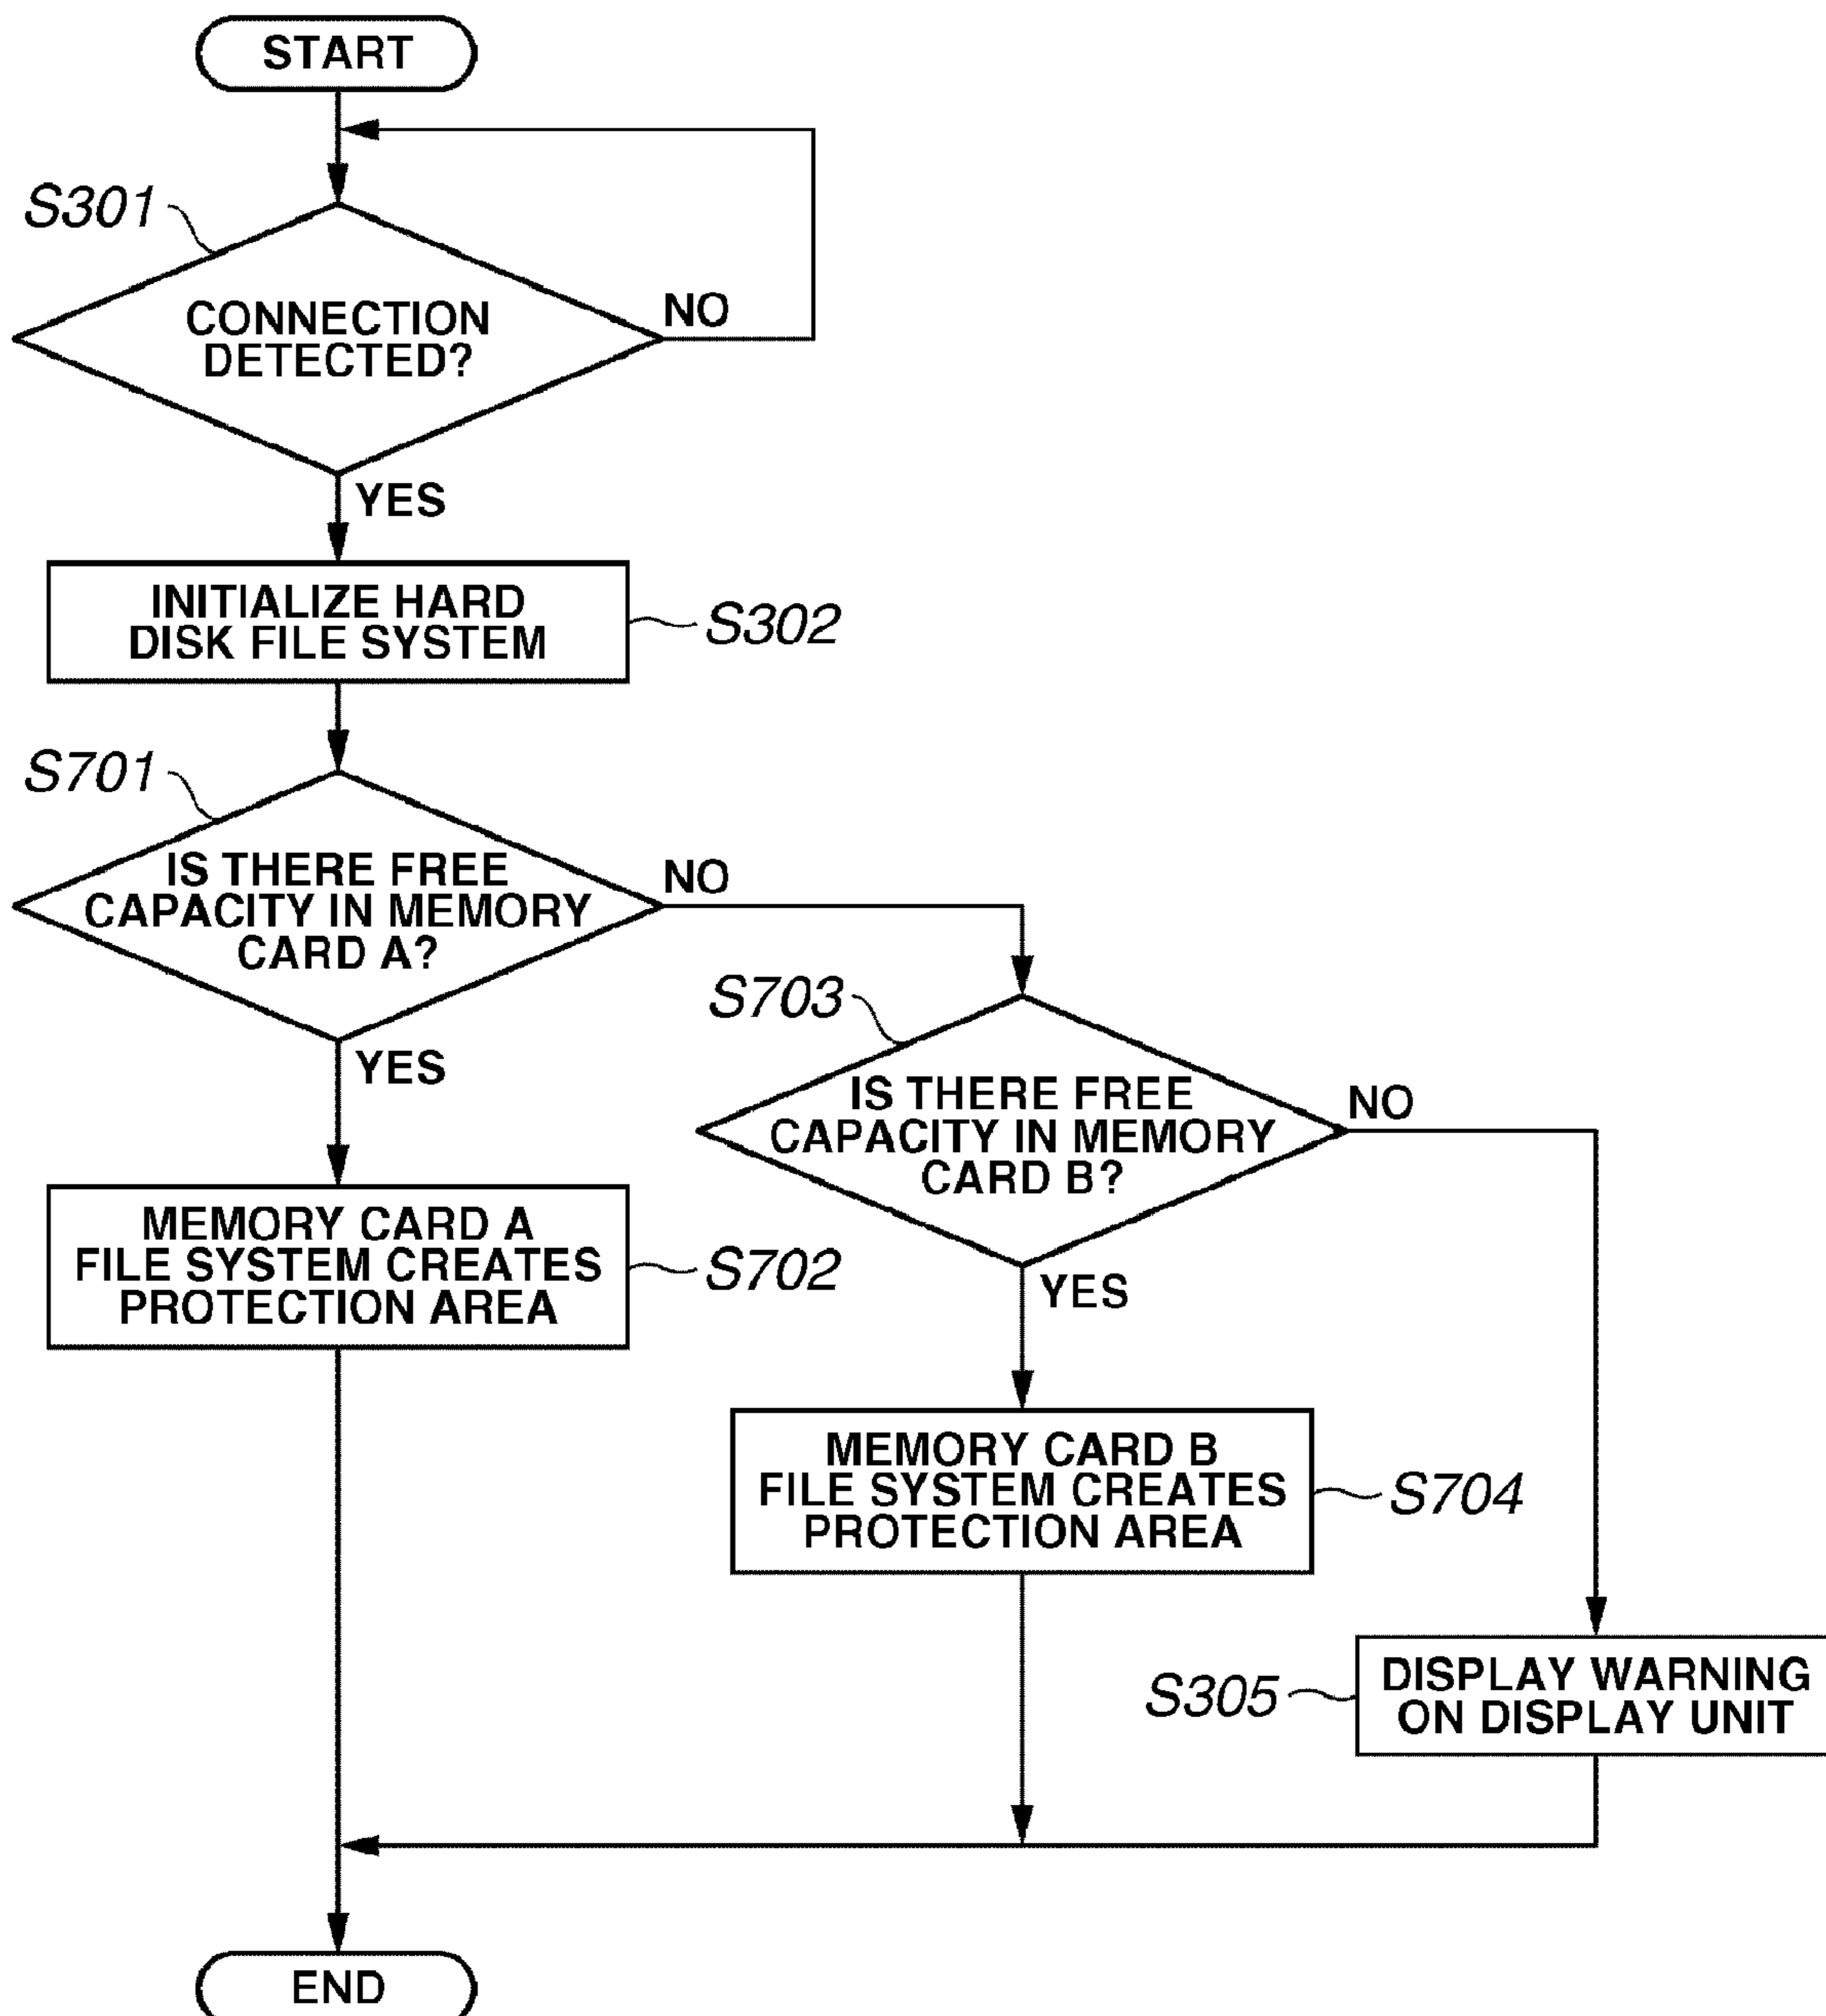 START
S301
CONNECTION
DETECTED?
NO
YES
INITIALIZE HARD
DISK FILE SYSTEM
S302
S701
IS THERE FREE
CAPACITY IN MEMORY
CARD A?
NO
YES
S703
IS THERE FREE
CAPACITY IN MEMORY
CARD B?
NO
YES
MEMORY CARD A
FILE SYSTEM CREATES
PROTECTION AREA
S702
MEMORY CARD B
FILE SYSTEM CREATES
PROTECTION AREA
S704
S305
DISPLAY WARNING
ON DISPLAY UNIT
END